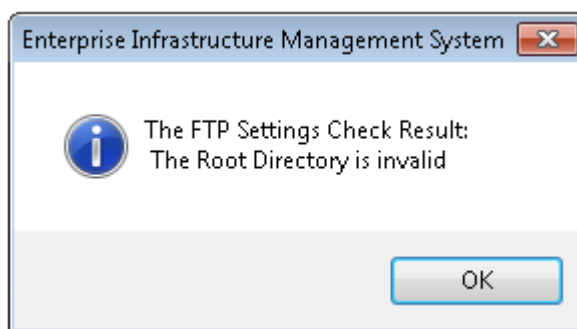 Enterprise Infrastructure Management System
The FTP Settings Check Result:
The Root Directory is invalid
OK